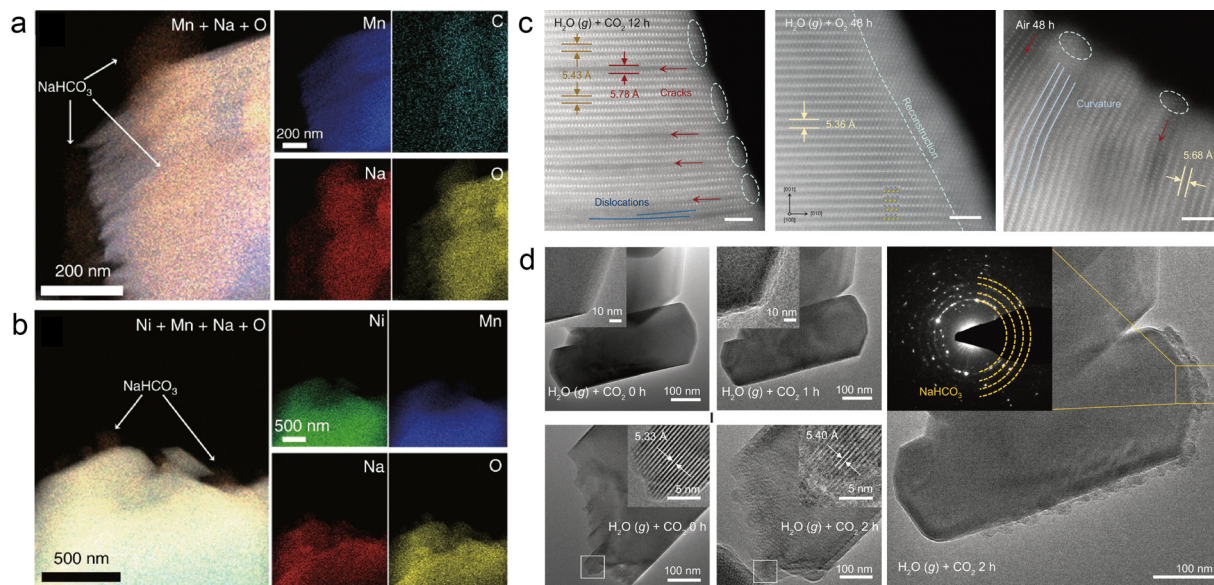 a
Mn + Na + O
NaHCO₃
200 nm
Mn
200 nm
C
Na
O
b
Ni + Mn + Na + O
NaHCO₃
500 nm
Ni
500 nm
Mn
Na
O
c
H₂O (g) + CO₂ 12 h
5.43 Å
5.78 Å
Cracks
Dislocations
H₂O (g) + O₂ 48 h
5.36 Å
Reconstruction
[001]
[010]
[100]
Air 48 h
Curvature
5.68 Å
d
10 nm
H₂O (g) + CO₂ 0 h
100 nm
10 nm
H₂O (g) + CO₂ 1 h
100 nm
5.33 Å
5 nm
H₂O (g) + CO₂ 0 h
100 nm
5.40 Å
5 nm
H₂O (g) + CO₂ 2 h
100 nm
NaHCO₃
H₂O (g) + CO₂ 2 h
100 nm